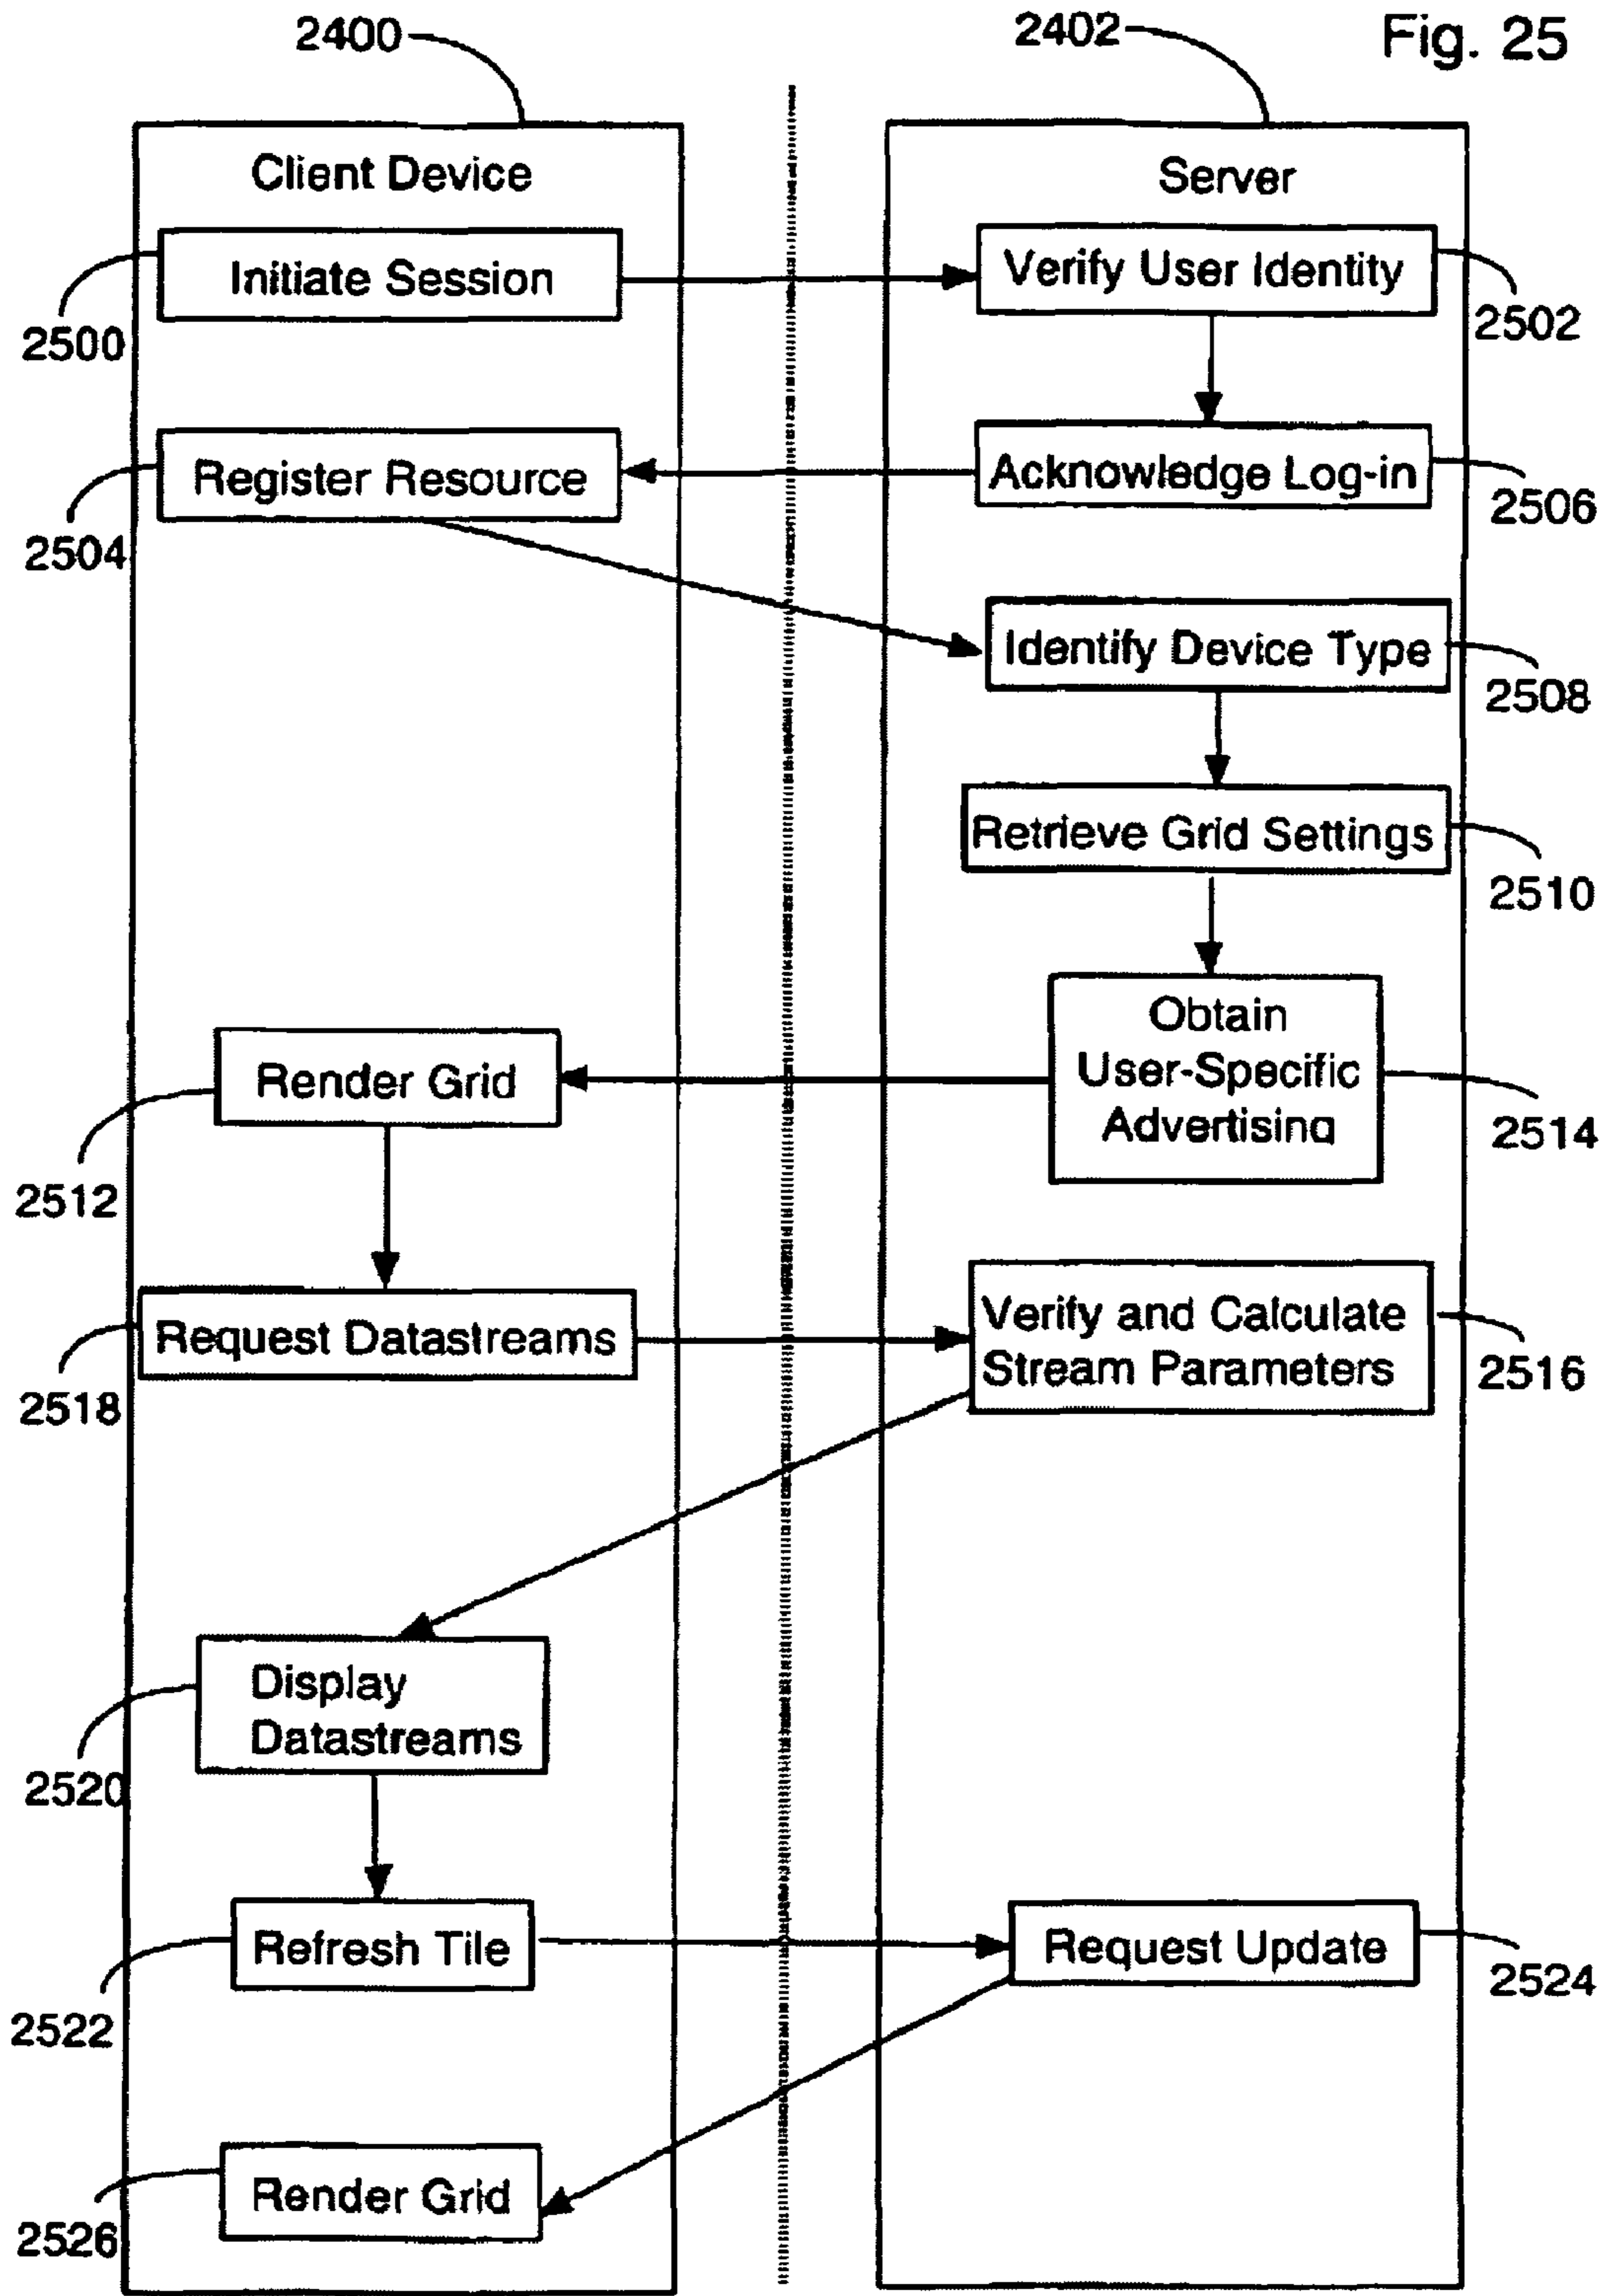 2400
2402
Fig. 25
Client Device
Server
Initiate Session
Verify User Identity
2500
2502
Register Resource
Acknowledge Log-in
2504
2506
Identify Device Type
2508
Retrieve Grid Settings
2510
Obtain
User-Specific
Advertising
Render Grid
2512
2514
Request Datastreams
Verify and Calculate
Stream Parameters
2518
2516
Display
Datastreams
2520
Refresh Tile
Request Update
2522
2524
Render Grid
2526